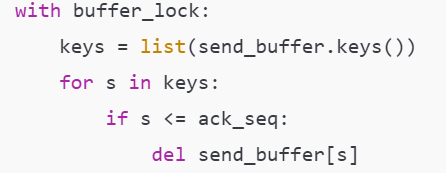 with buffer_lock:
    keys = list(send_buffer.keys())
    for s in keys:
        if s <= ack_seq:
            del send_buffer[s]